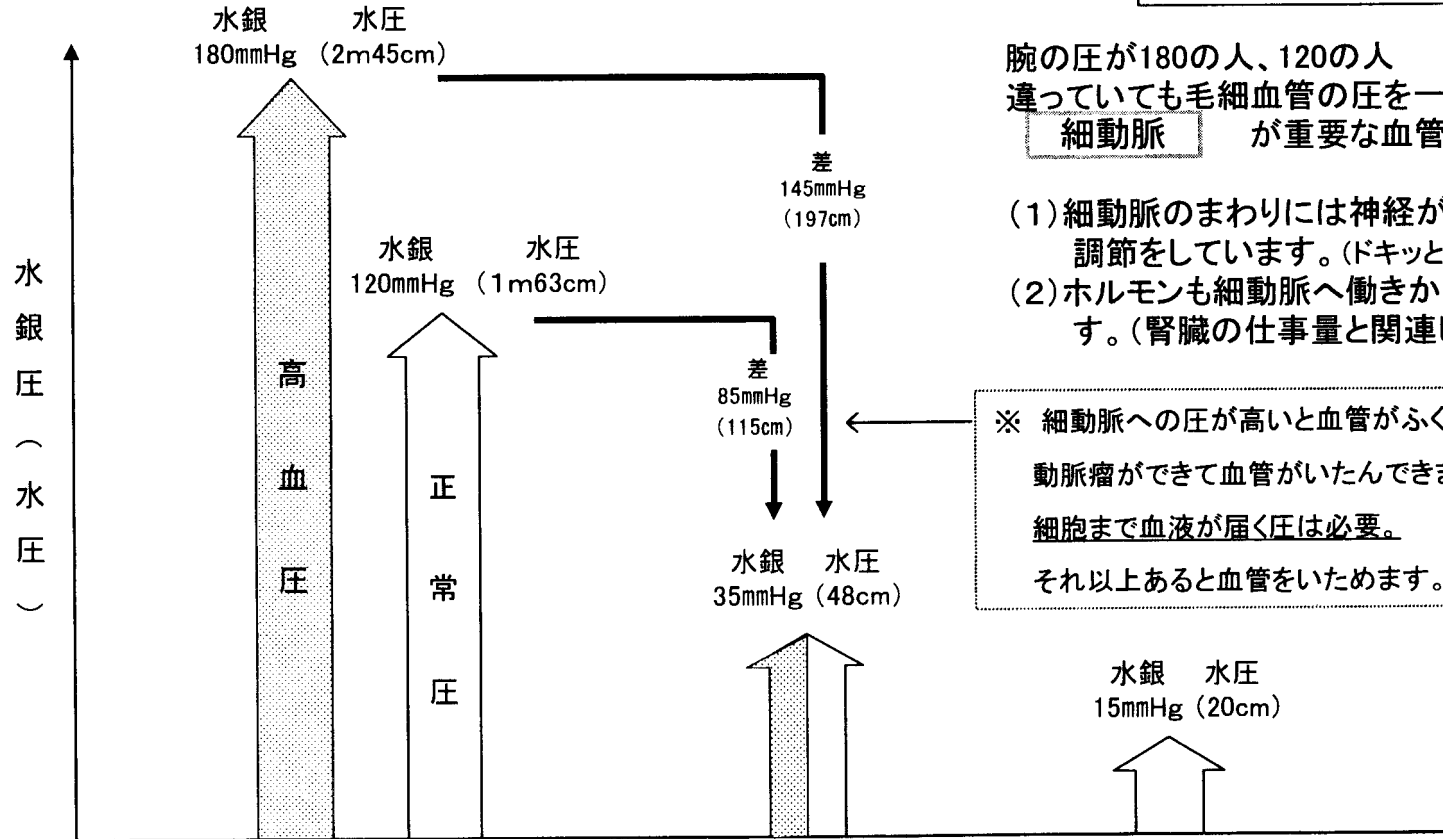 水銀 水圧
180mmHg (2m45cm)
差
145mmHg
(197cm)
水銀 水圧
120mmHg (1m63cm)
差
85mmHg
(115cm)
水銀圧(水圧)
高血圧
正常圧
水銀 水圧
35mmHg (48cm)
水銀 水圧
15mmHg (20cm)
腕の圧が180の人、120の人
違っていても毛細血管の圧を一
細動脈 が重要な血管
(1)細動脈のまわりには神経が
調節をしています。(ドキッと
(2)ホルモンも細動脈へ働きか
す。(腎臓の仕事量と関連
※ 細動脈への圧が高いと血管がふく
動脈瘤ができて血管がいたんでき
細胞まで血液が届く圧は必要。
それ以上あると血管をいためます。